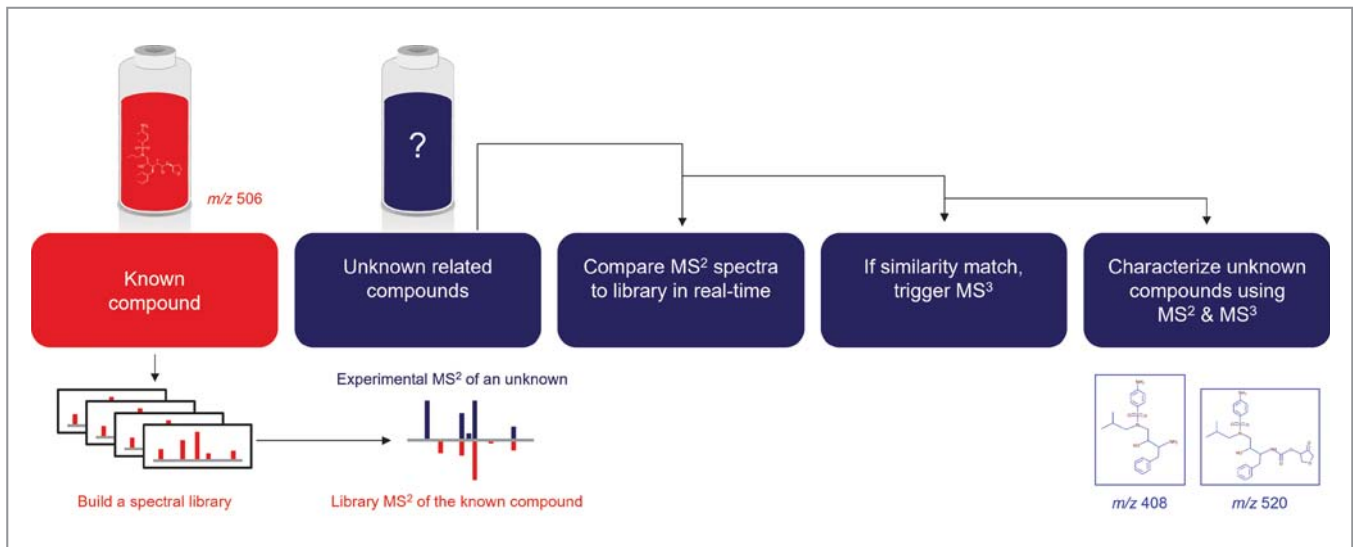 m/z 506
?
Known
compound
Unknown related
compounds
Compare MS² spectra
to library in real-time
If similarity match,
trigger MS³
Characterize unknown
compounds using
MS² & MS³
Experimental MS² of an unknown
Build a spectral library
Library MS² of the known compound
m/z 408
m/z 520